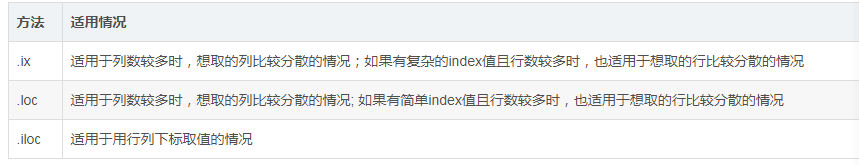 方法 适用情况
.ix 适用于列数较多时，想取的列比较分散的情况；如果有复杂的index值且行数较多时，也适用于想取的行比较分散的情况
.loc 适用于列数较多时，想取的列比较分散的情况; 如果有简单index值且行数较多时，也适用于想取的行比较分散的情况
.iloc 适用于用行列下标取值的情况